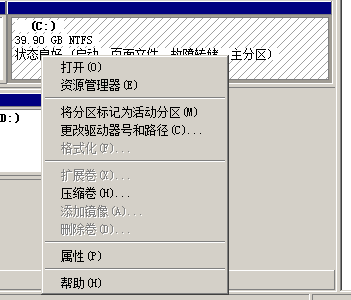 (C:)
39.90 GB NTFS
状态良好 (启动, 页面文件, 故障转储, 主分区)
D:)
打开(O)
资源管理器(E)
将分区标记为活动分区(M)
更改驱动器号和路径(C)...
格式化(F)...
扩展卷(X)...
压缩卷(H)...
添加镜像(A)...
删除卷(D)...
属性(P)
帮助(H)